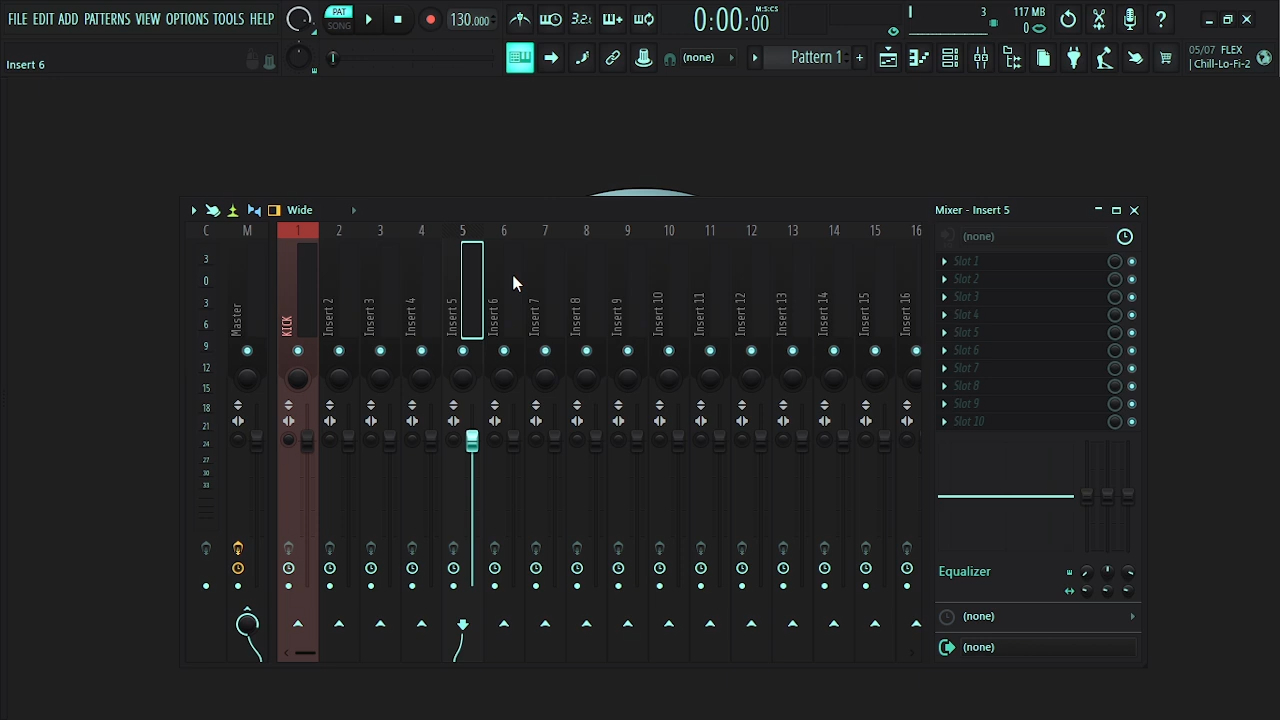 FILE EDIT ADD PATTERNS VIEW OPTIONS TOOLS HELP
PAT
SONG
130.000
3.2.
0:00:00
M:S:CS
3
117 MB
0
?
Insert 6
(none)
Pattern 1
+
05/07 FLEX
| Chill-Lo-Fi-2
Wide
Mixer - Insert 5
C M 1 2 3 4 5 6 7 8 9 10 11 12 13 14 15 16
3
0
3
6
9
12
15
18
21
24
27
30
33
Master
KICK
Insert 2
Insert 3
Insert 4
Insert 5
Insert 6
Insert 7
Insert 8
Insert 9
Insert 10
Insert 11
Insert 12
Insert 13
Insert 14
Insert 15
Insert 16
(none)
Slot 1
Slot 2
Slot 3
Slot 4
Slot 5
Slot 6
Slot 7
Slot 8
Slot 9
Slot 10
Equalizer
(none)
(none)